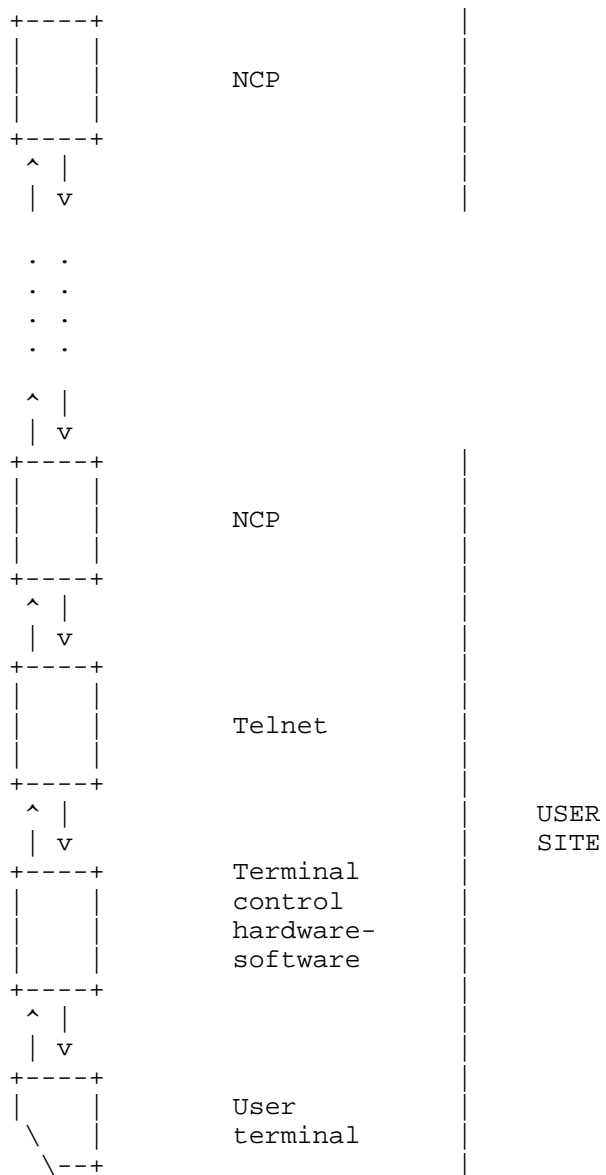 NCP
NCP
Telnet
USER
SITE
Terminal
control
hardware-
software
User
terminal